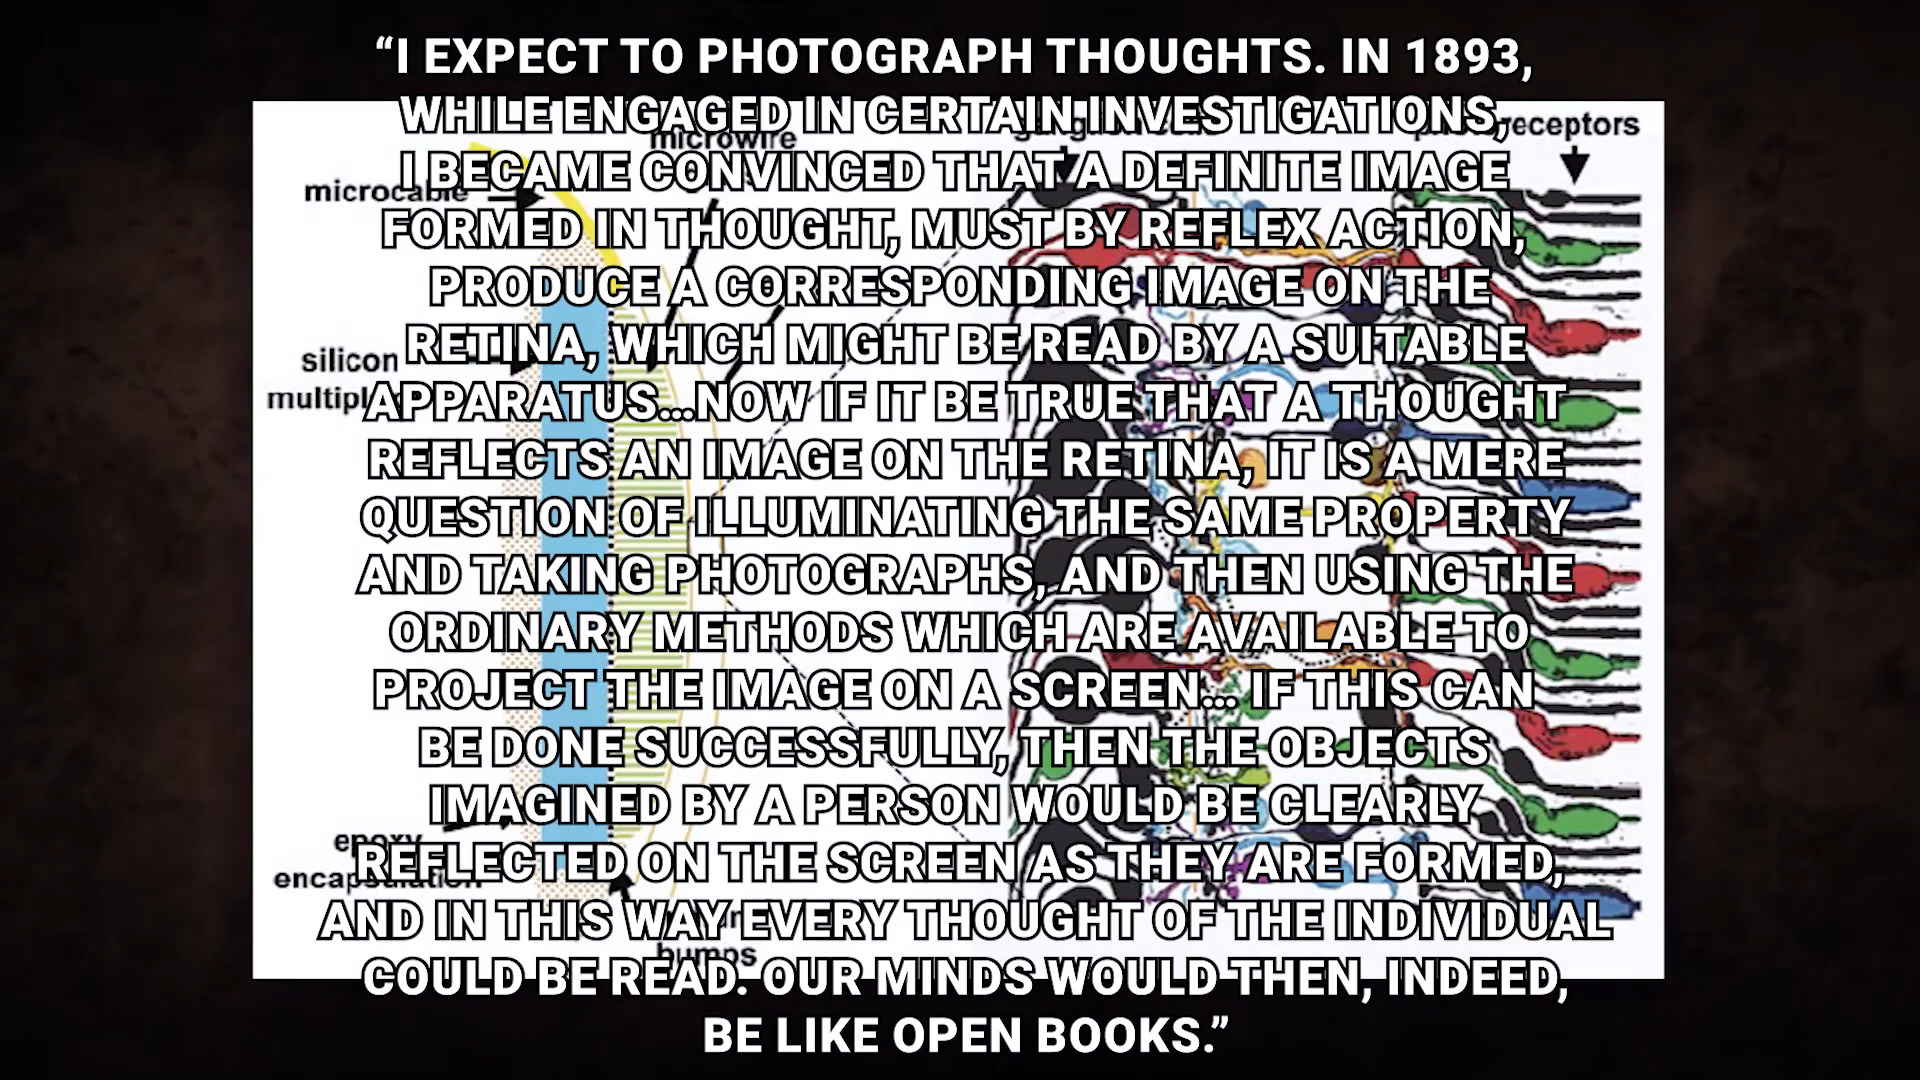 “I EXPECT TO PHOTOGRAPH THOUGHTS. IN 1893,
WHILE ENGAGED IN CERTAIN INVESTIGATIONS,
I BECAME CONVINCED THAT A DEFINITE IMAGE
FORMED IN THOUGHT, MUST BY REFLEX ACTION,
PRODUCE A CORRESPONDING IMAGE ON THE
RETINA, WHICH MIGHT BE READ BY A SUITABLE
APPARATUS...NOW IF IT BE TRUE THAT A THOUGHT
REFLECTS AN IMAGE ON THE RETINA, IT IS A MERE
QUESTION OF ILLUMINATING THE SAME PROPERTY
AND TAKING PHOTOGRAPHS, AND THEN USING THE
ORDINARY METHODS WHICH ARE AVAILABLE TO
PROJECT THE IMAGE ON A SCREEN... IF THIS CAN
BE DONE SUCCESSFULLY, THEN THE OBJECTS
IMAGINED BY A PERSON WOULD BE CLEARLY
REFLECTED ON THE SCREEN AS THEY ARE FORMED,
AND IN THIS WAY EVERY THOUGHT OF THE INDIVIDUAL
COULD BE READ. OUR MINDS WOULD THEN, INDEED,
BE LIKE OPEN BOOKS.”
microwire
microcable
silicon
epoxy
encapsulation
bumps